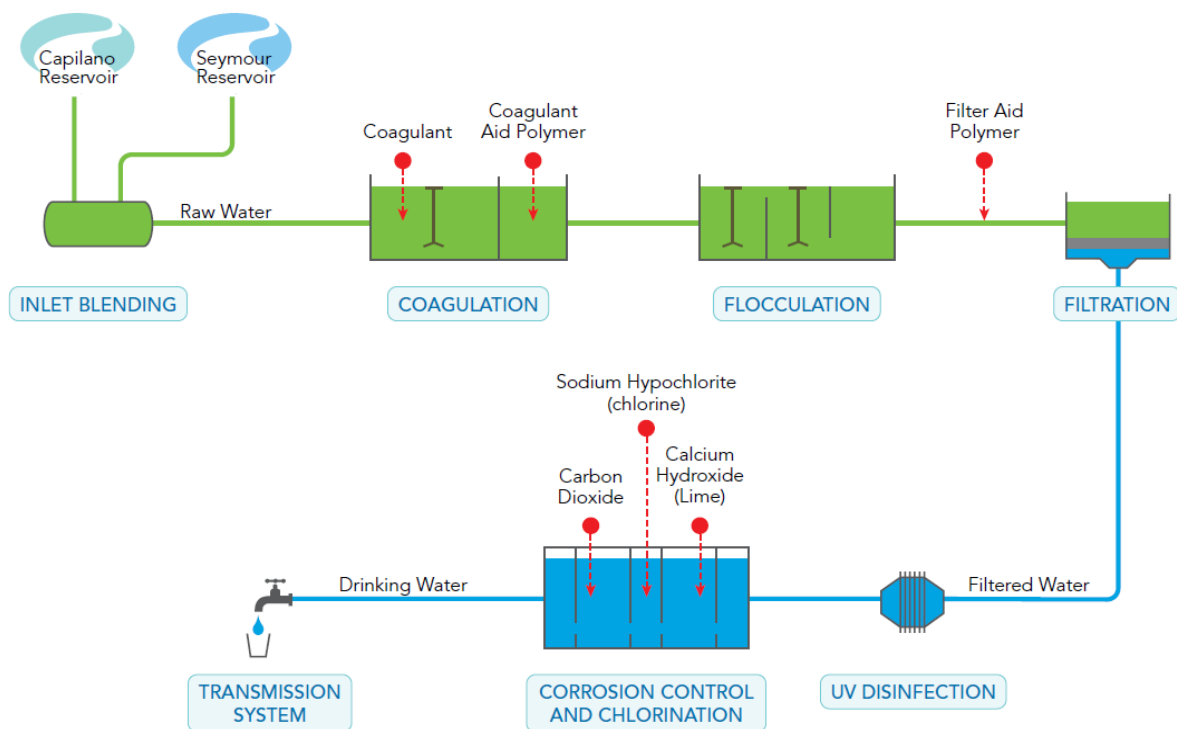 Capilano
Reservoir
Seymour
Reservoir
Coagulant
Coagulant
Aid Polymer
Filter Aid
Polymer
Raw Water
INLET BLENDING
COAGULATION
FLOCCULATION
FILTRATION
Sodium Hypochlorite
(chlorine)
Carbon
Dioxide
Calcium
Hydroxide
(Lime)
Drinking Water
Filtered Water
TRANSMISSION
SYSTEM
CORROSION CONTROL
AND CHLORINATION
UV DISINFECTION